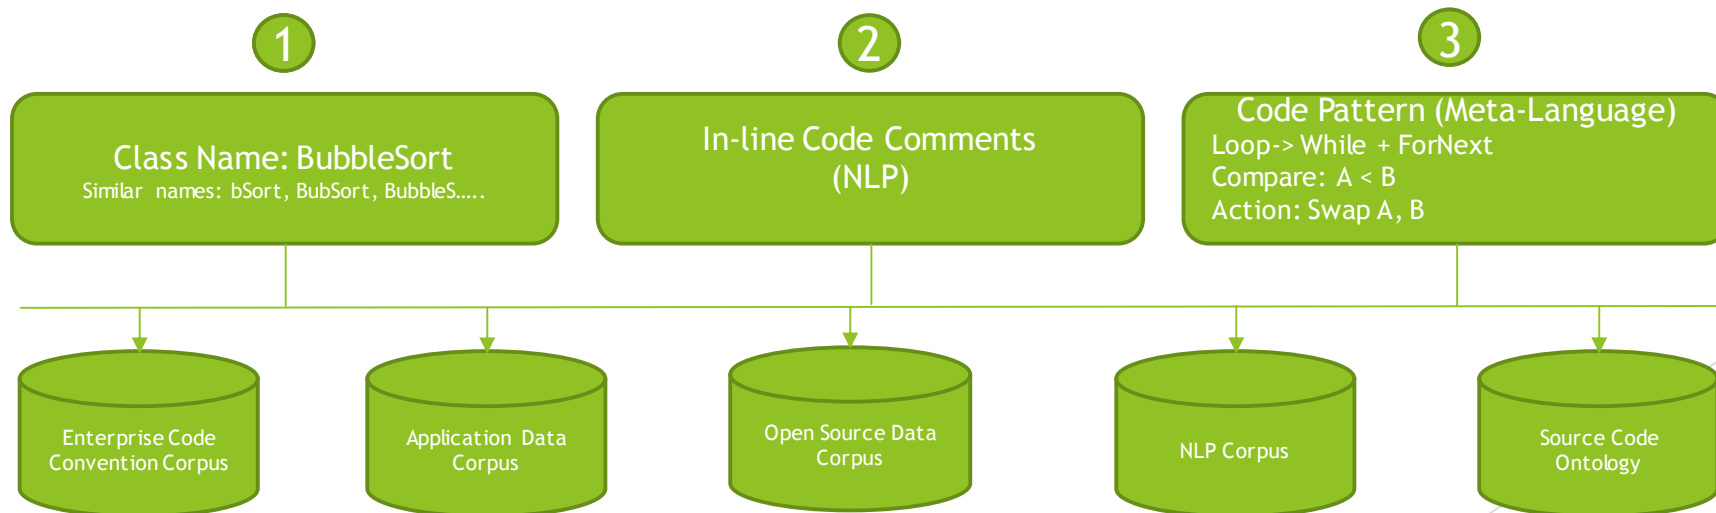 1
2
3
Class Name: BubbleSort
Similar names: bSort, BubSort, BubbleS.....
In-line Code Comments
(NLP)
Code Pattern (Meta-Language)
Loop-> While + ForNext
Compare: A < B
Action: Swap A, B
Enterprise Code
Convention Corpus
Application Data
Corpus
Open Source Data
Corpus
NLP Corpus
Source Code
Ontology